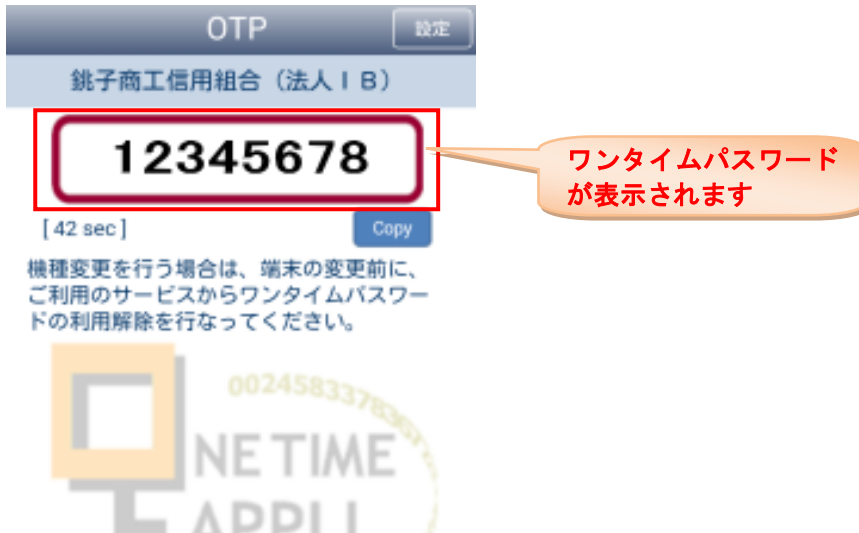 OTP
設定
銚子商工信用組合（法人ＩＢ）
12345678
ワンタイムパスワード
が表示されます
[ 42 sec ]
Copy
機種変更を行う場合は、端末の変更前に、
ご利用のサービスからワンタイムパスワー
ドの利用解除を行なってください。
NE TIME
APPLI